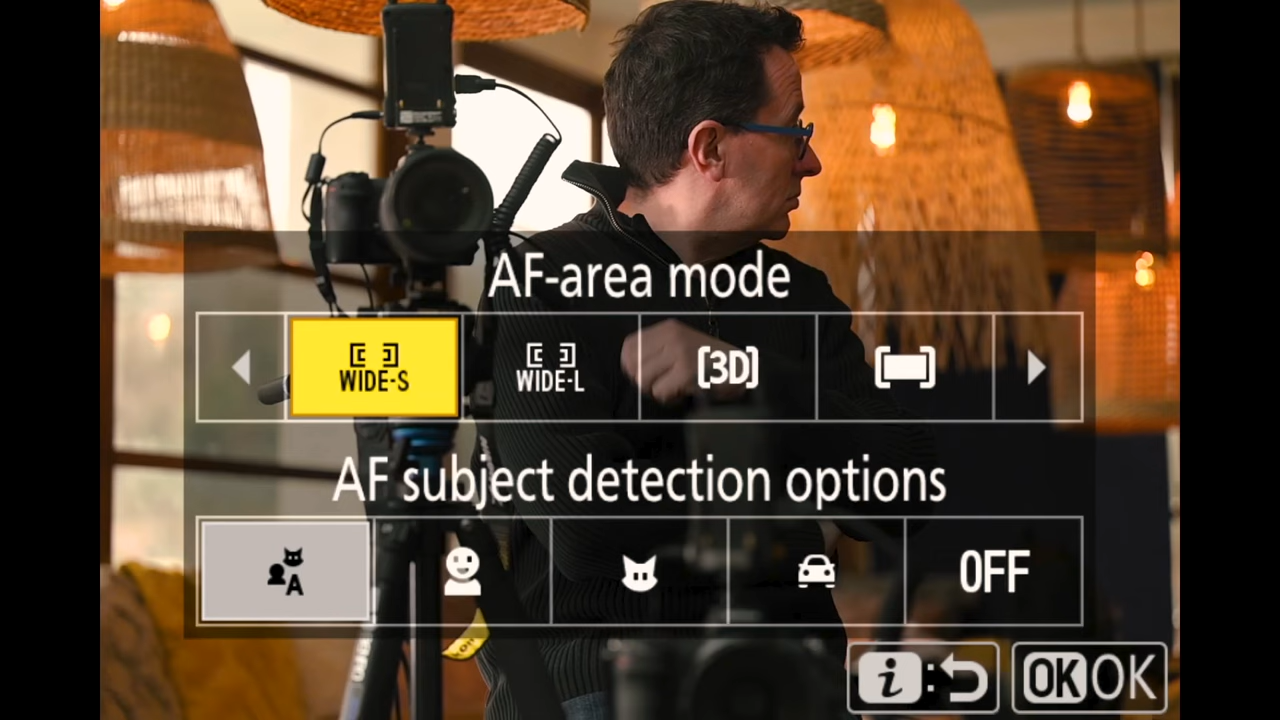 AF-area mode
WIDE-S WIDE-L [3D]
AF subject detection options
A OFF
i: OK OK